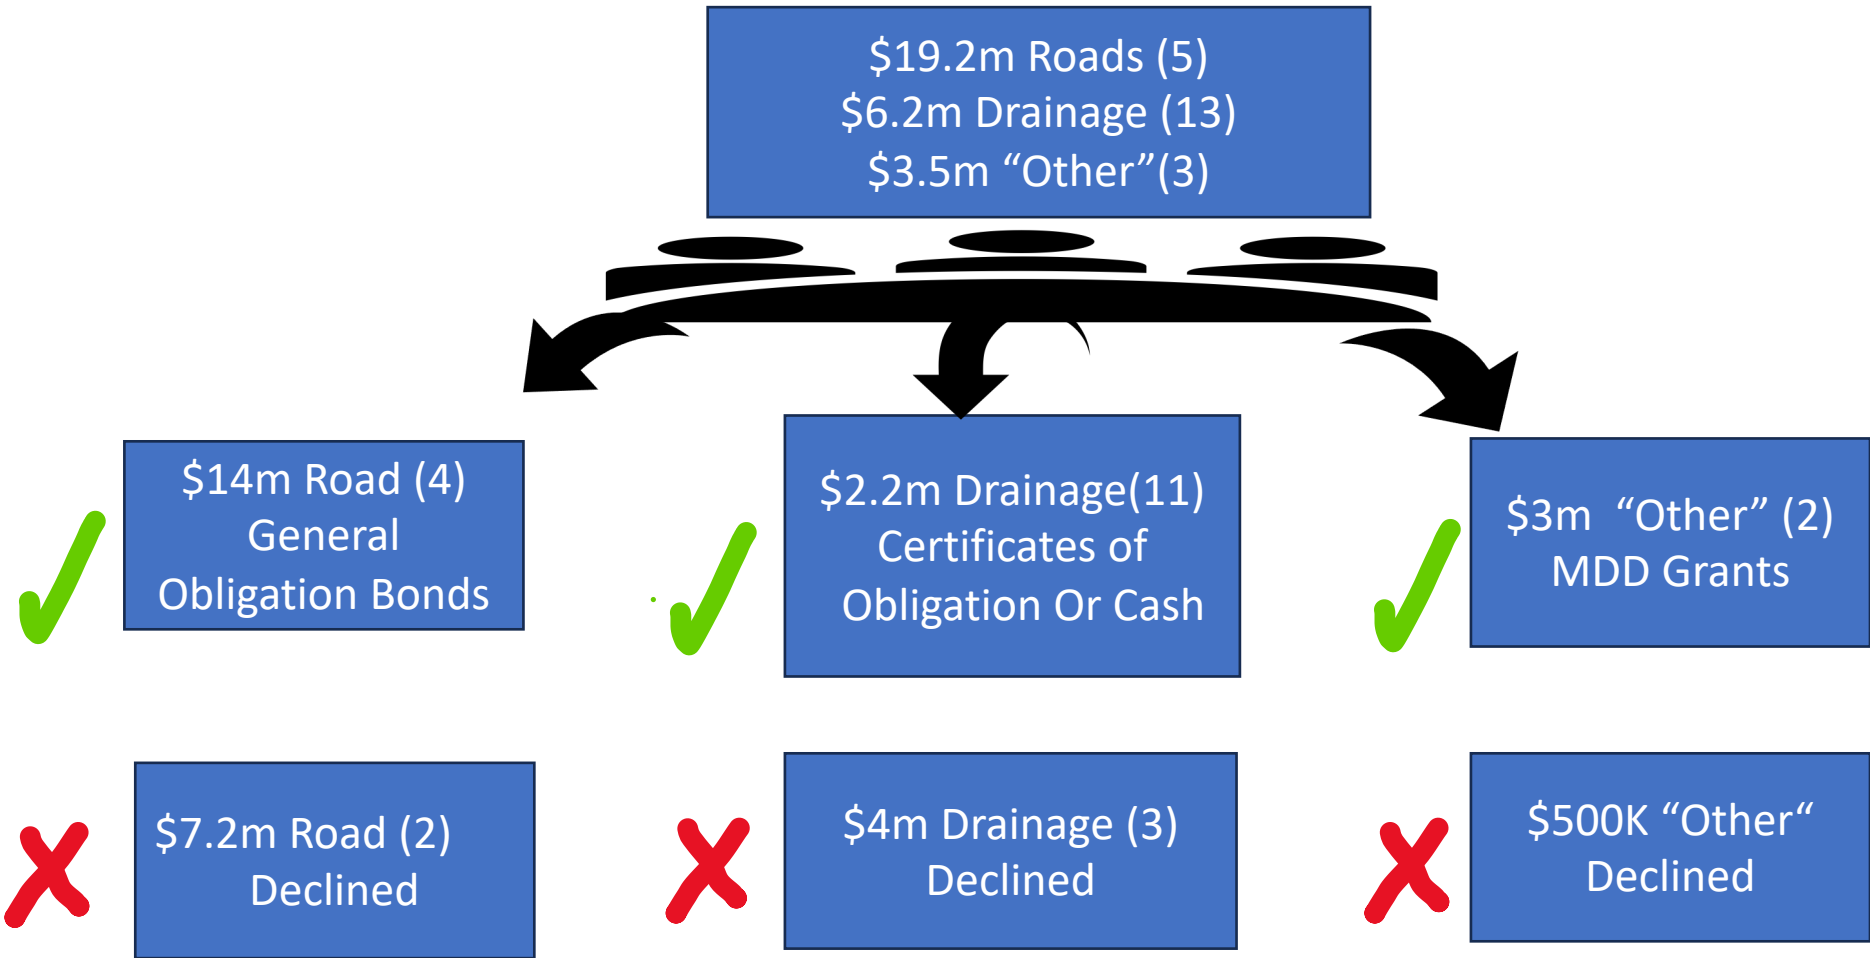 $19.2m Roads (5)
$6.2m Drainage (13)
$3.5m “Other”(3)
$14m Road (4)
General
Obligation Bonds
$2.2m Drainage(11)
Certificates of
Obligation Or Cash
$3m “Other” (2)
MDD Grants
$7.2m Road (2)
Declined
$4m Drainage (3)
Declined
$500K “Other“
Declined